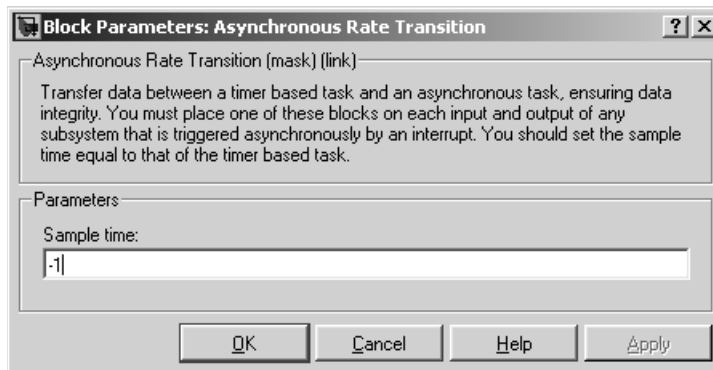 Block Parameters: Asynchronous Rate Transition
Asynchronous Rate Transition (mask) (link)
Transfer data between a timer based task and an asynchronous task, ensuring data
integrity. You must place one of these blocks on each input and output of any
subsystem that is triggered asynchronously by an interrupt. You should set the sample
time equal to that of the timer based task.
Parameters
Sample time:
-1
OK Cancel Help Apply